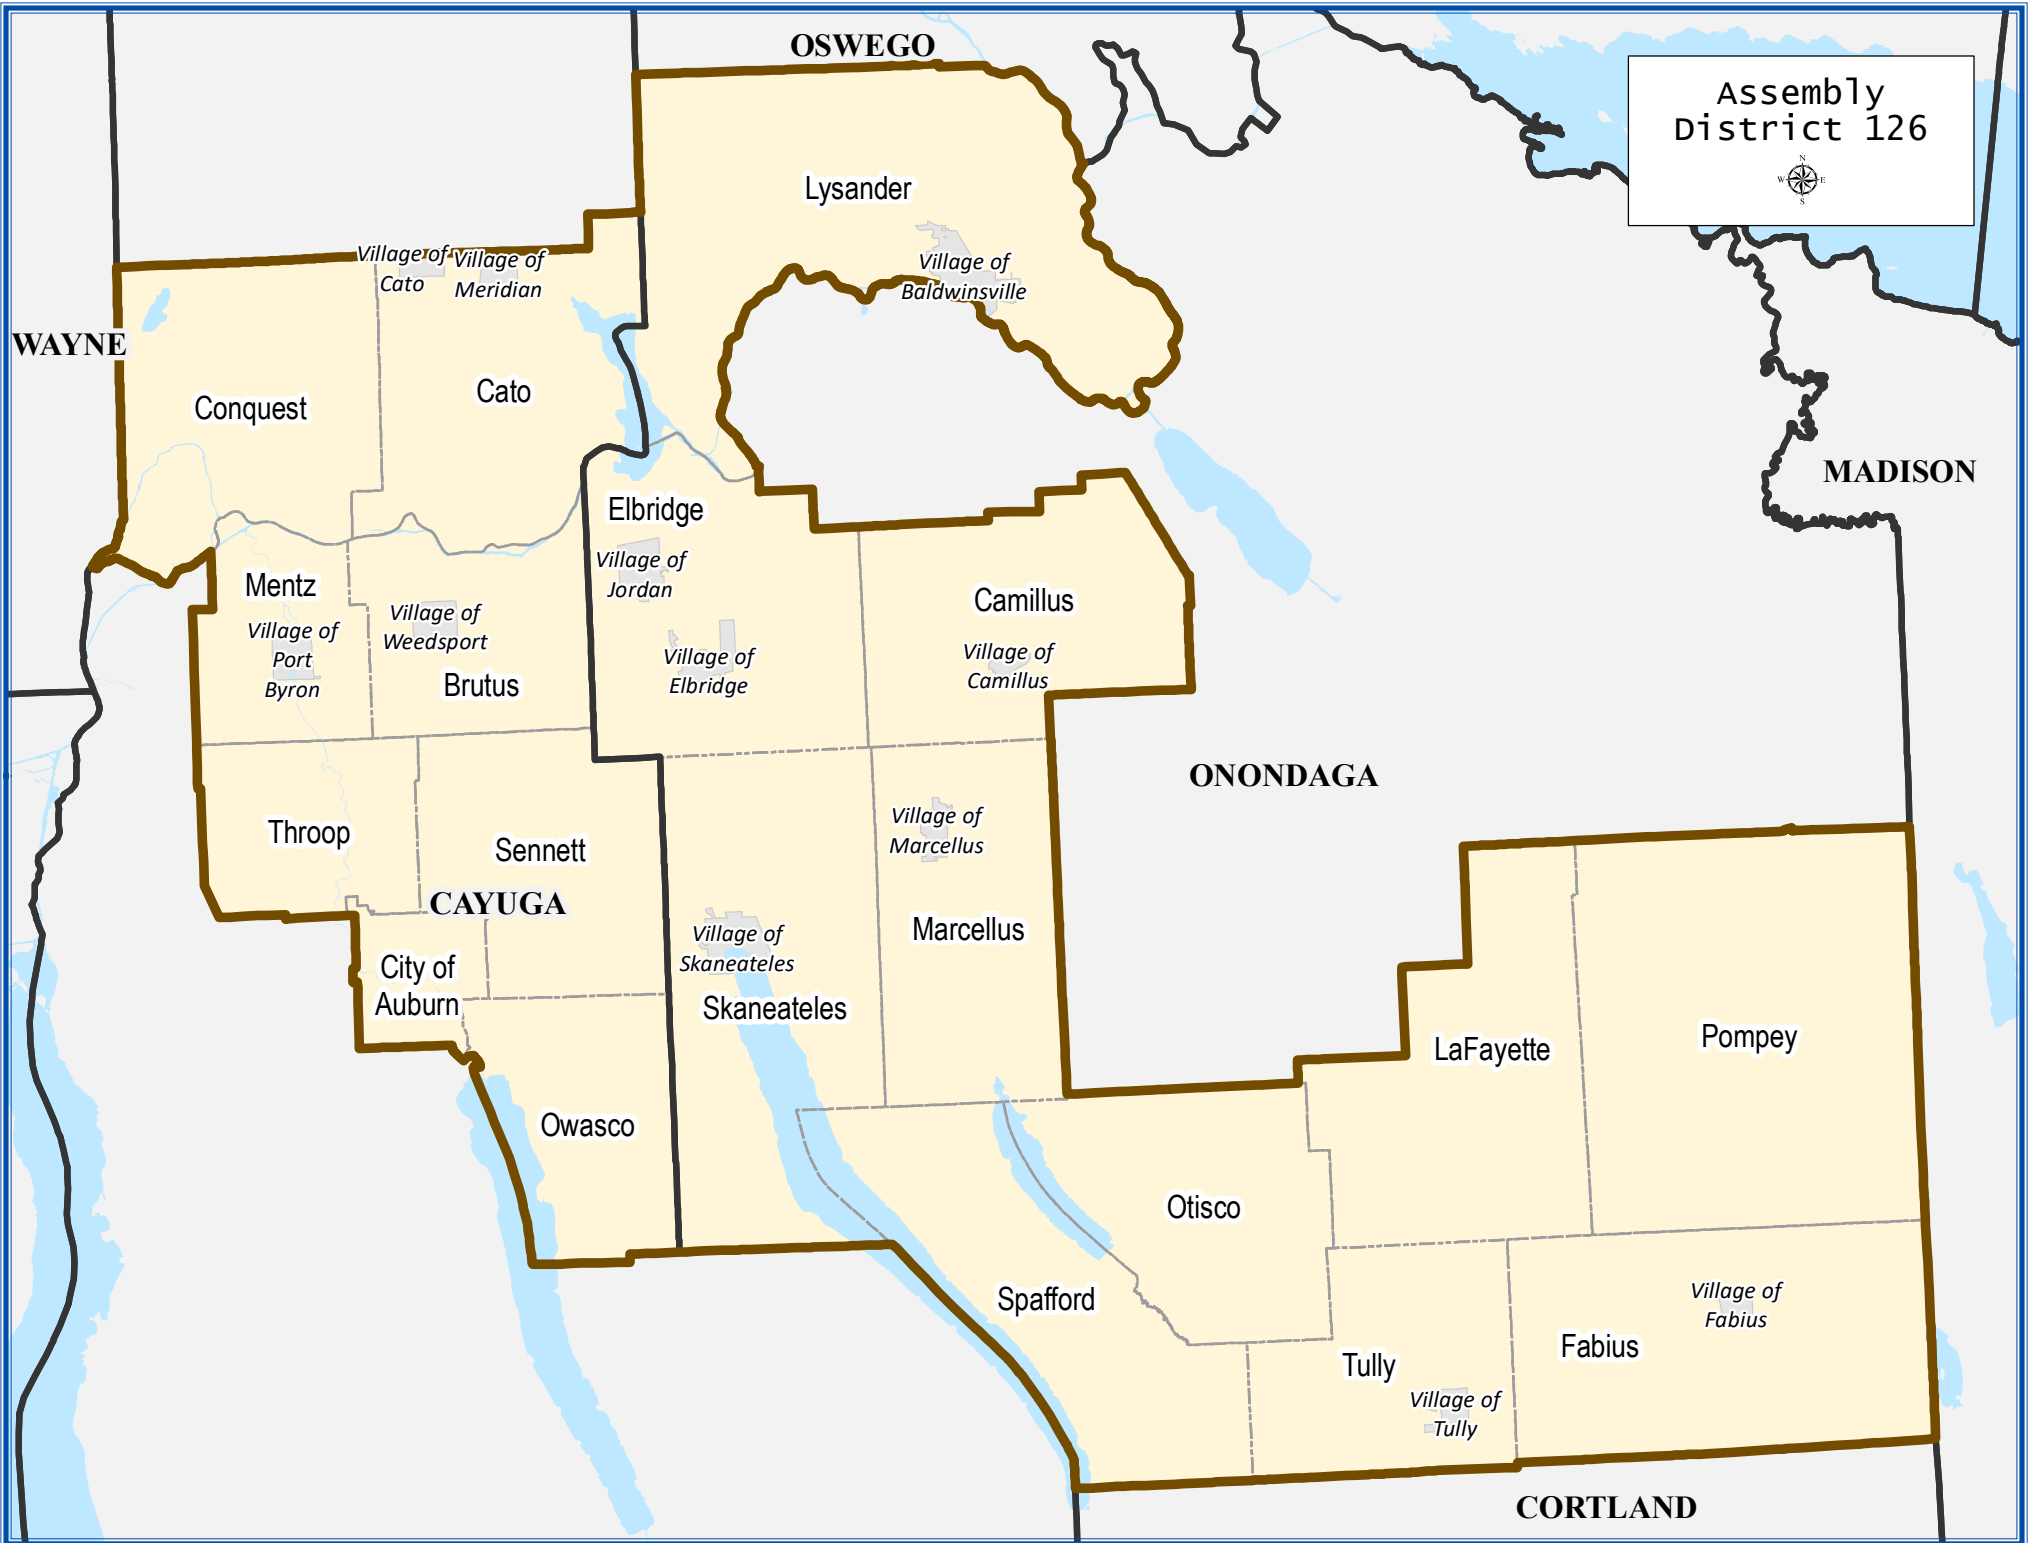 OSWEGO
Assembly
District 126
N
W
E
S
Lysander
Village of
Cato
Village of
Meridian
Village of
Baldwinsville
WAYNE
Conquest
Cato
MADISON
Elbridge
Village of
Jordan
Mentz
Village of
Port
Byron
Village of
Weedsport
Brutus
Village of
Elbridge
Camillus
Village of
Camillus
ONONDAGA
Throop
Sennett
CAYUGA
Village of
Marcellus
Marcellus
City of
Auburn
Village of
Skaneateles
Skaneateles
LaFayette
Pompey
Owasco
Otisco
Spafford
Village of
Fabius
Fabius
Tully
Village of
Tully
CORTLAND